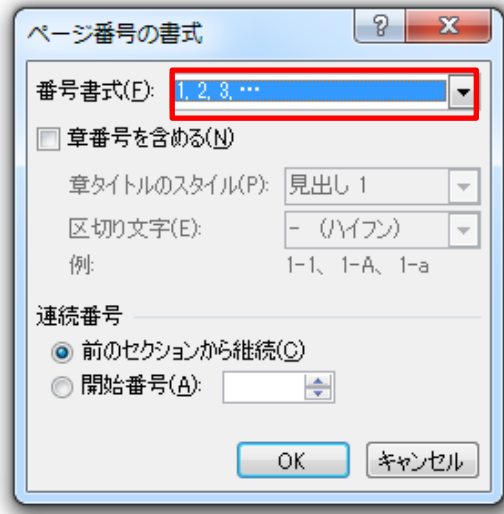 ページ番号の書式
番号書式(F): 1, 2, 3, …
章番号を含める(N)
章タイトルのスタイル(P): 見出し 1
区切り文字(E): - (ハイフン)
例: 1-1、1-A、1-a
連続番号
前のセクションから継続(C)
開始番号(A):
OK キャンセル